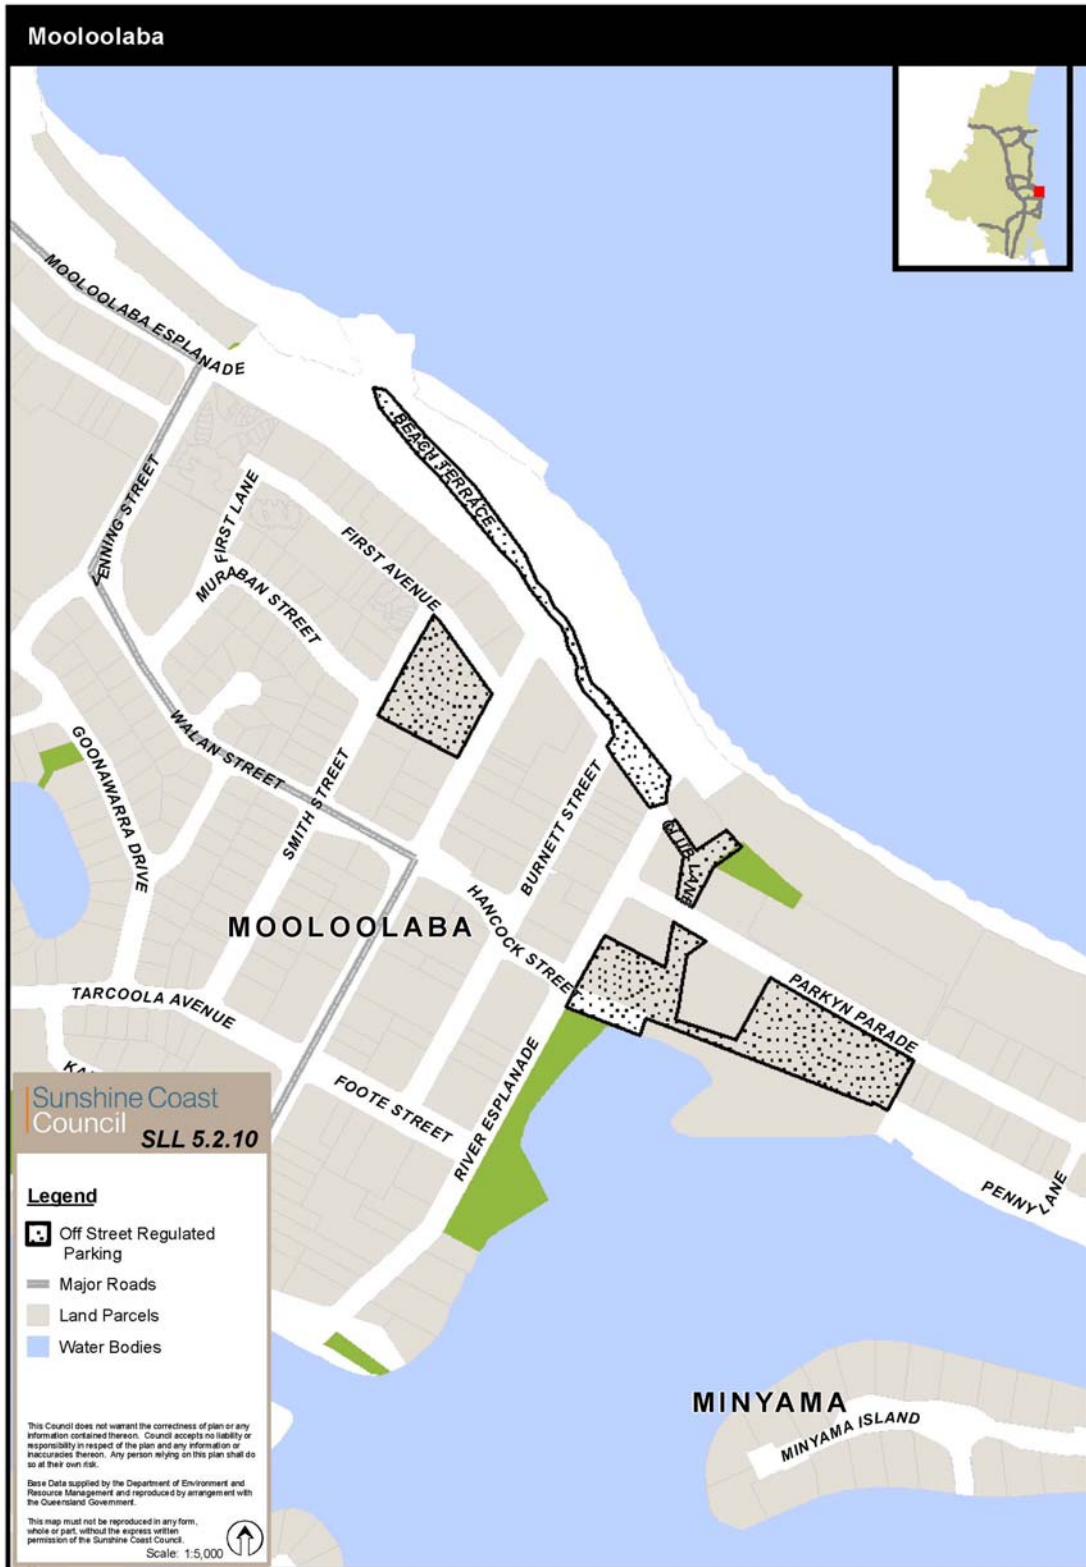 Mooloolaba
MOOLOOLABA ESPLANADE
BEACH TERRACE
VENNING STREET
FIRST LANE
FIRST AVENUE
MURABAN STREET
WALAN STREET
GOONAWARRA DRIVE
SMITH STREET
BURNETT STREET
CLUB LANE
HANCOCK STREET
MOOLOOLABA
PARKYN PARADE
TARCOOLA AVENUE
FOOTE STREET
RIVER ESPLANADE
PENNY LANE
Sunshine Coast
Council
SLL 5.2.10
Legend
Off Street Regulated
Parking
Major Roads
Land Parcels
Water Bodies
MINYAMA
MINYAMA ISLAND
This Council does not warrant the correctness of plan or any
information contained thereon. Council accepts no liability or
responsibility in respect of the plan and any information or
inaccuracies thereon. Any person relying on this plan shall do
so at their own risk.
Base Data supplied by the Department of Environment and
Resource Management and reproduced by arrangement with
the Queensland Government.
This map must not be reproduced in any form,
whole or part, without the express written
permission of the Sunshine Coast Council.
Scale: 1:5,000